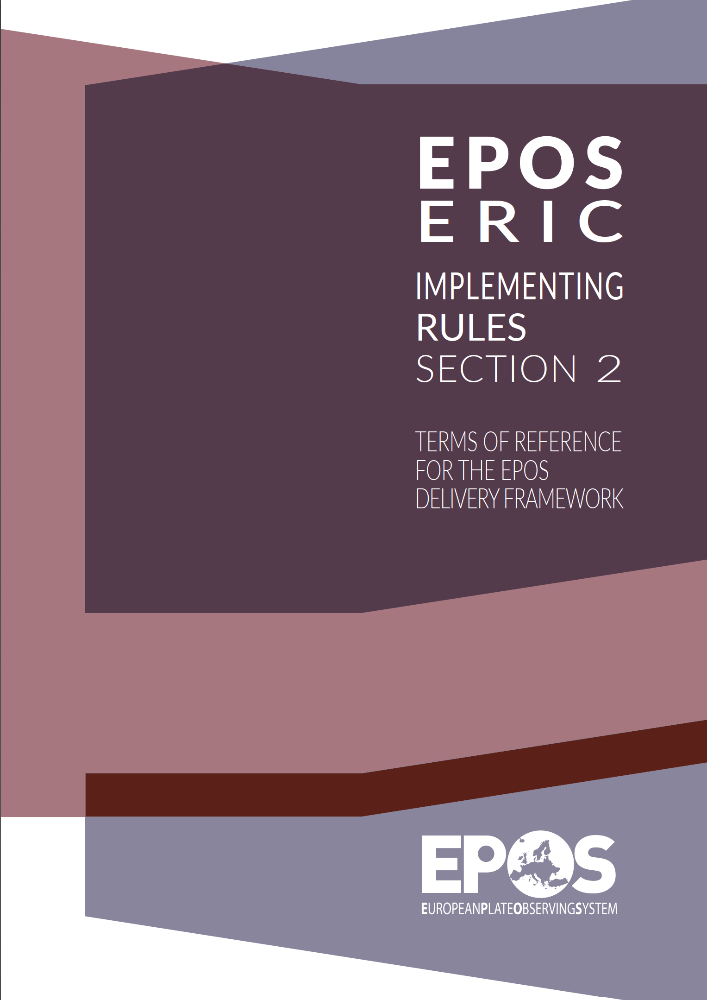 EPOS
ERIC
IMPLEMENTING
RULES
SECTION 2
TERMS OF REFERENCE
FOR THE EPOS
DELIVERY FRAMEWORK
EPOS
EUROPEANPLATEOBSERVINGSYSTEM